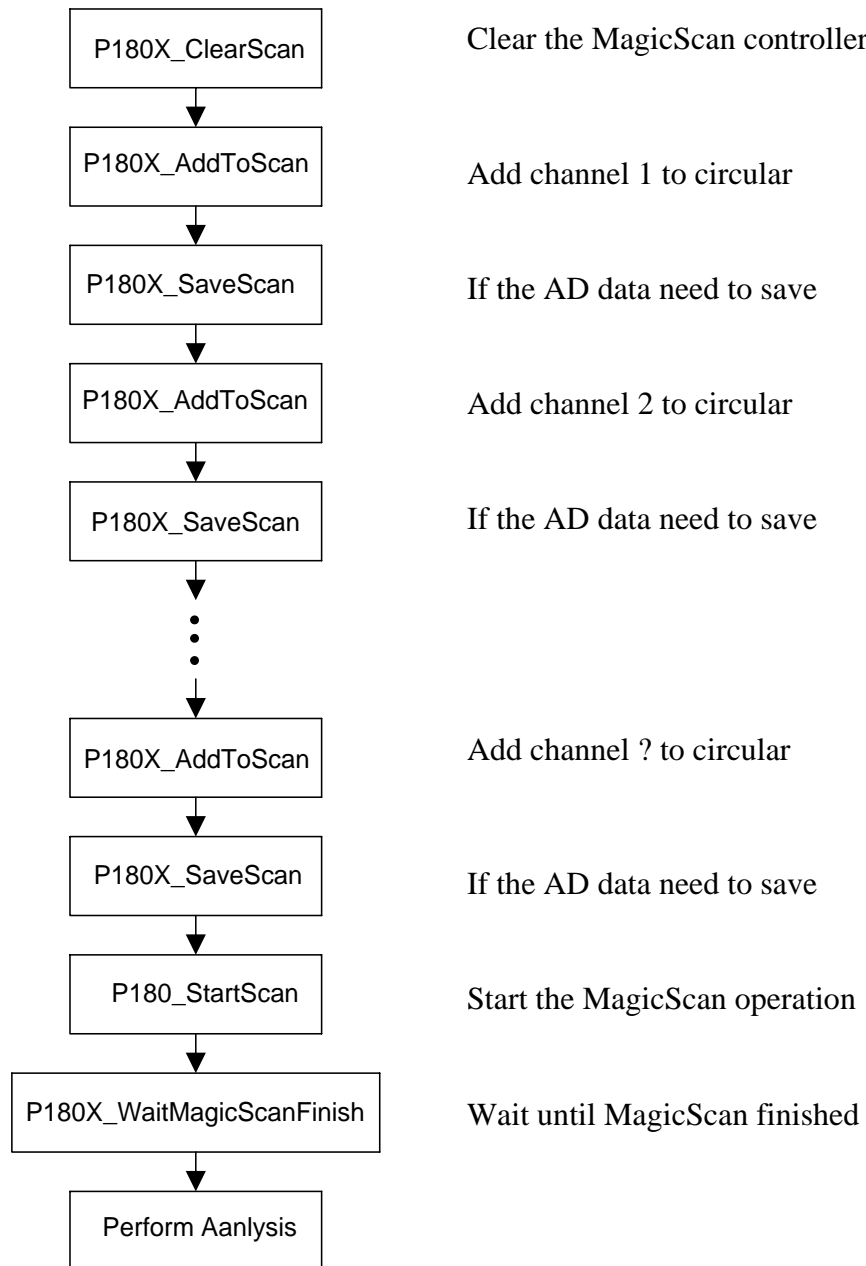 P180X_ClearScan Clear the MagicScan controller
P180X_AddToScan Add channel 1 to circular
P180X_SaveScan If the AD data need to save
P180X_AddToScan Add channel 2 to circular
P180X_SaveScan If the AD data need to save
P180X_AddToScan Add channel ? to circular
P180X_SaveScan If the AD data need to save
P180_StartScan Start the MagicScan operation
P180X_WaitMagicScanFinish Wait until MagicScan finished
Perform Aanlysis